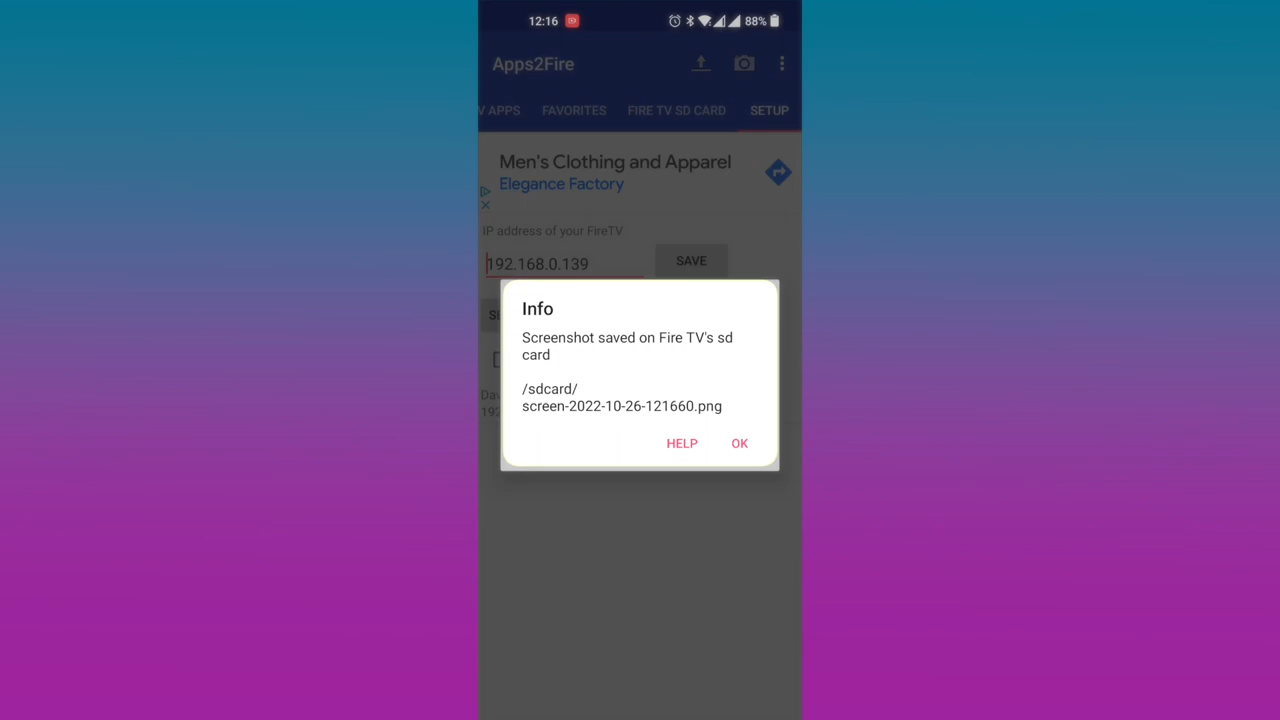 12:16 88%
Apps2Fire
V APPS FAVORITES FIRE TV SD CARD SETUP
Men's Clothing and Apparel
Elegance Factory
IP address of your FireTV
192.168.0.139 SAVE
Info
Screenshot saved on Fire TV's sd
card
/sdcard/
screen-2022-10-26-121660.png
HELP OK